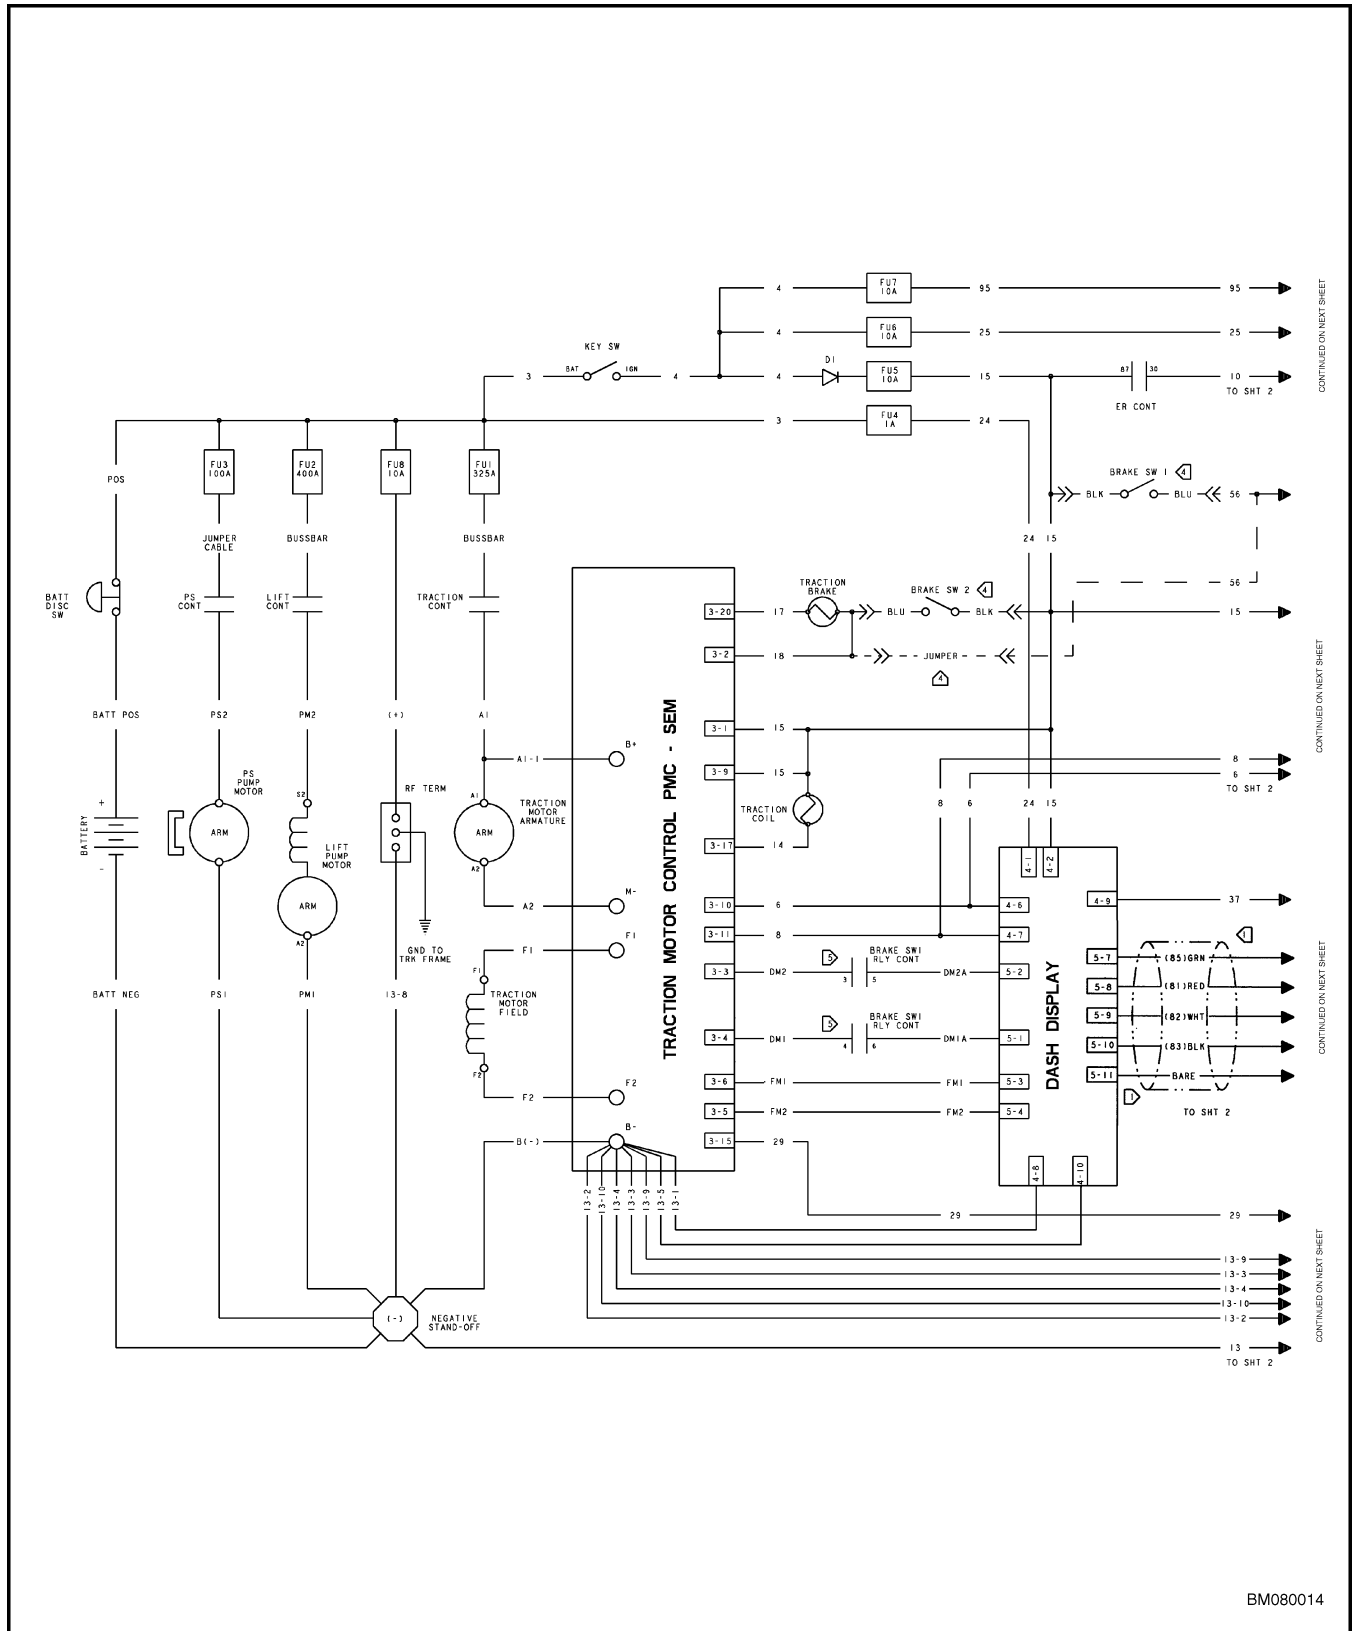 4
FU7
10A
95
95
4
FU6
10A
25
25
KEY SW
3
BAT
IGN
4
4
D1
FU5
10A
15
87
30
10
TO SHT 2
ER CONT
CONTINUED ON NEXT SHEET
3
FU4
1A
24
POS
FU3
100A
FU2
400A
FU8
10A
FU1
325A
BRAKE SW 1
4
BLK
BLU
56
JUMPER
CABLE
BUSSBAR
BUSSBAR
24
15
BATT
DISC
SW
PS
CONT
LIFT
CONT
TRACTION
CONT
TRACTION
BRAKE
BRAKE SW 2
4
56
3-20
17
BLU
BLK
15
3-2
18
JUMPER
4
BATT POS
PS2
PM2
(+)
A1
3-1
15
CONTINUED ON NEXT SHEET
A1-1
B+
3-9
15
8
6
TO SHT 2
PS
PUMP
MOTOR
S2
RF TERM
A1
TRACTION
MOTOR
ARMATURE
TRACTION
COIL
8
6
24
15
+
BATTERY
-
ARM
ARM
A2
LIFT
PUMP
MOTOR
3-17
14
4-1
4-2
TRACTION MOTOR CONTROL PMC - SEM
ARM
A2
A2
M-
3-10
6
4-6
4-9
37
3-11
8
4-7
GND TO
TRK FRAME
F1
F1
F1
3-3
DM2
5
BRAKE SW1
RLY CONT
3
5
DM2A
5-2
1
5-7
(85)GRN
5-8
(81)RED
5-9
(82)WHT
5-10
(83)BLK
5-11
BARE
1
TO SHT 2
CONTINUED ON NEXT SHEET
DASH DISPLAY
BATT NEG
PS1
PM1
13-8
TRACTION
MOTOR
FIELD
3-4
DM1
5
BRAKE SW1
RLY CONT
4
6
DM1A
5-1
F2
F2
F2
3-6
FM1
FM1
5-3
3-5
FM2
FM2
5-4
B(-)
B-
3-15
29
4-8
4-10
13-2
13-10
13-4
13-3
13-9
13-5
13-1
29
29
13-9
13-3
13-4
13-10
13-2
CONTINUED ON NEXT SHEET
(-)
NEGATIVE
STAND-OFF
13
TO SHT 2
BM080014